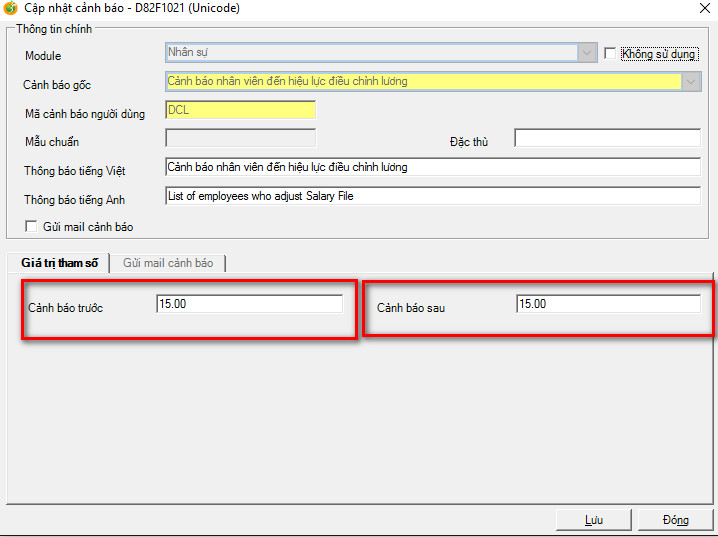 Cập nhật cảnh báo - D82F1021 (Unicode)
Thông tin chính
Module Nhân sự Không sử dụng
Cảnh báo gốc Cảnh báo nhân viên đến hiệu lực điều chỉnh lương
Mã cảnh báo người dùng DCL
Mẫu chuẩn Đặc thù
Thông báo tiếng Việt Cảnh báo nhân viên đến hiệu lực điều chỉnh lương
Thông báo tiếng Anh List of employees who adjust Salary File
Gửi mail cảnh báo
Giá trị tham số Gửi mail cảnh báo
Cảnh báo trước 15.00 Cảnh báo sau 15.00
Lưu Đóng